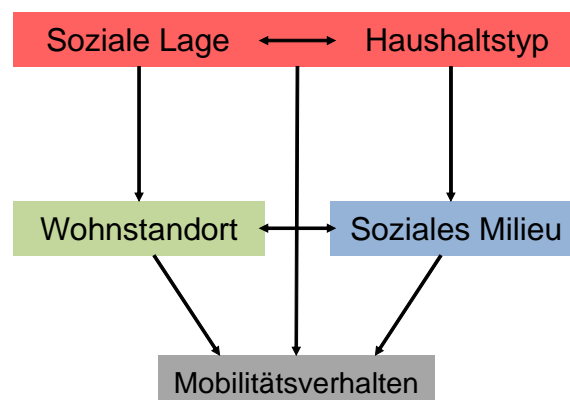 Soziale Lage Haushaltstyp
Wohnstandort Soziales Milieu
Mobilitätsverhalten